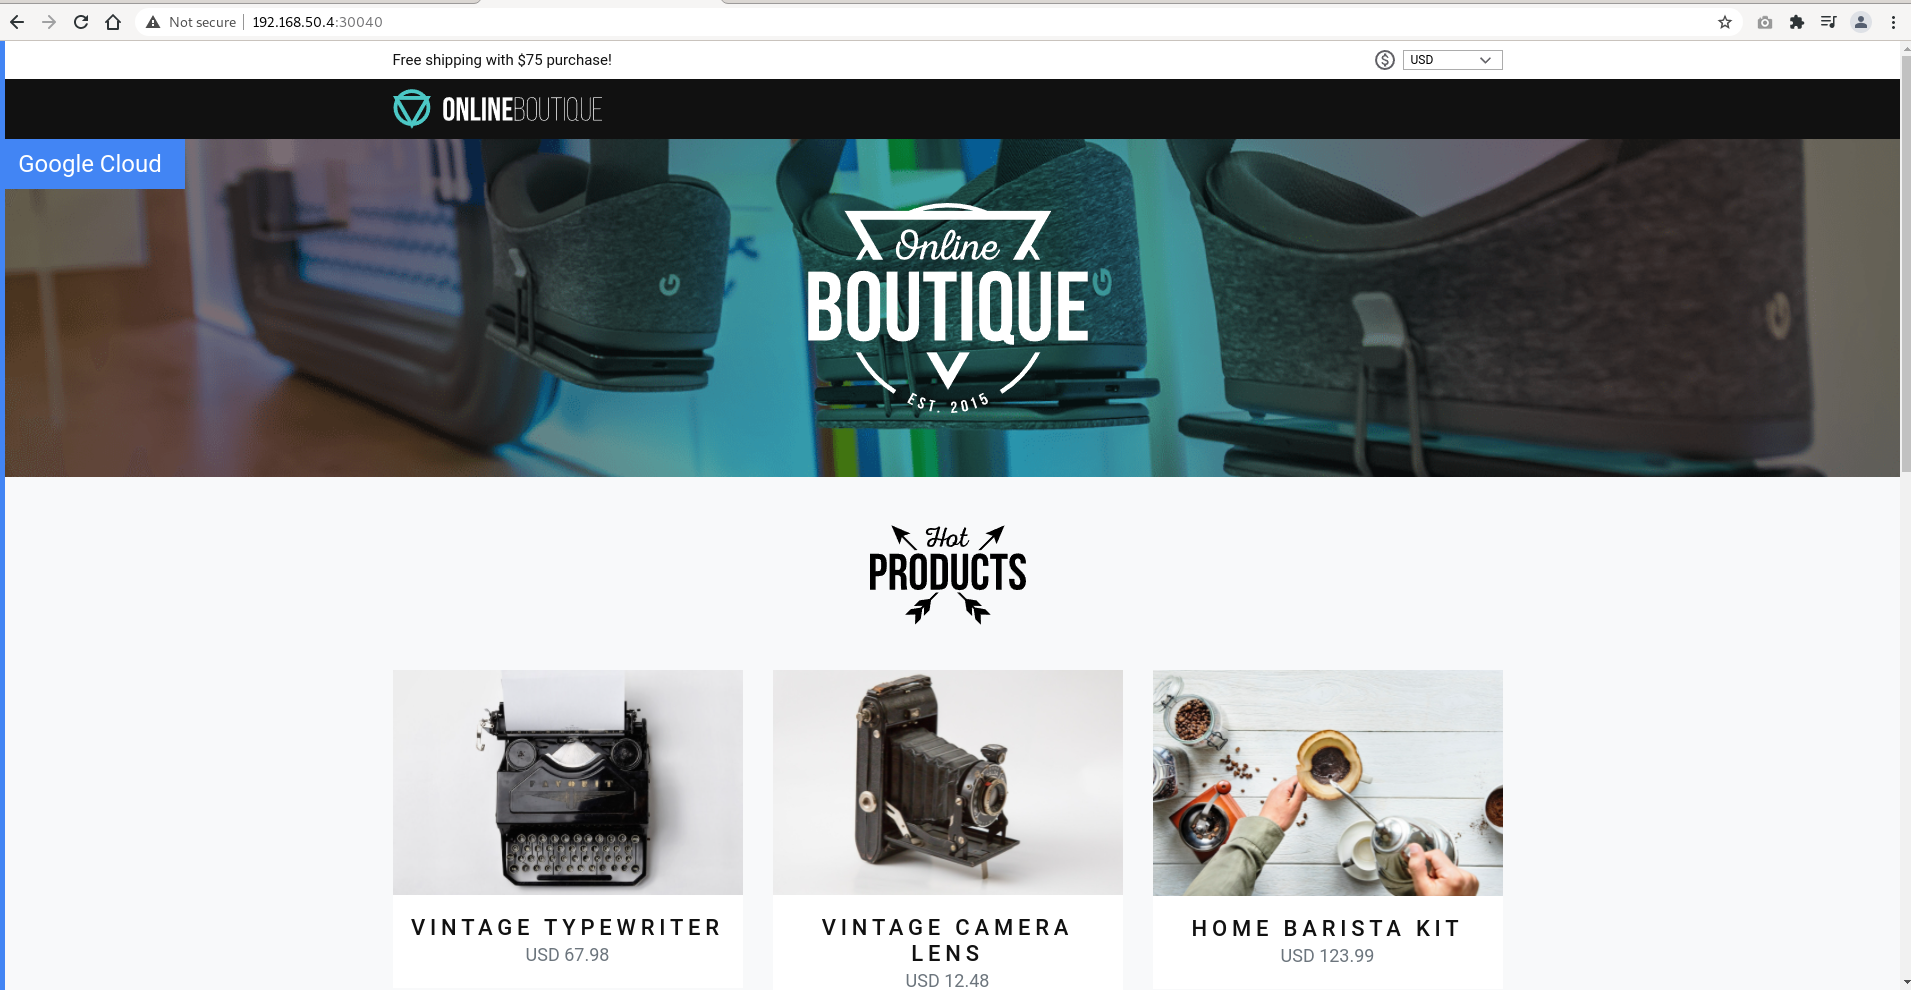 Not secure
192.168.50.4:30040
Free shipping with $75 purchase!
USD
ONLINEBOUTIQUE
Google Cloud
Online
BOUTIQUE
EST. 2015
Hot
PRODUCTS
VINTAGE TYPEWRITER
USD 67.98
VINTAGE CAMERA
LENS
USD 12.48
HOME BARISTA KIT
USD 123.99